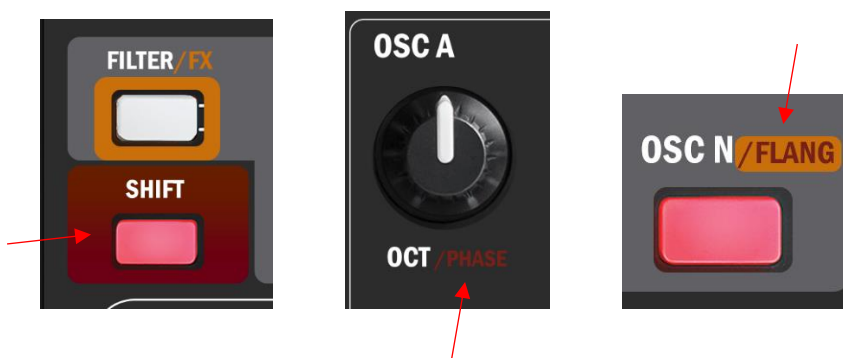 FILTER/FX
SHIFT
OSC A
OCT /PHASE
OSC N/FLANG